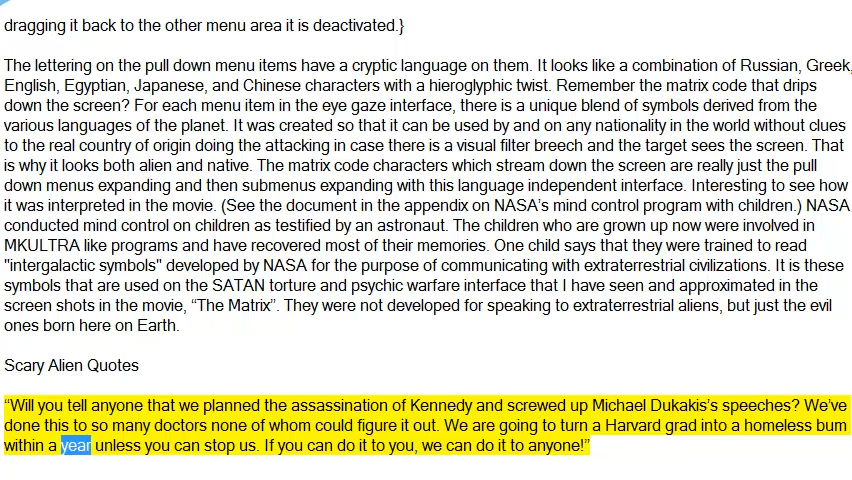 dragging it back to the other menu area it is deactivated.}
The lettering on the pull down menu items have a cryptic language on them. It looks like a combination of Russian, Greek,
English, Egyptian, Japanese, and Chinese characters with a hieroglyphic twist. Remember the matrix code that drips
down the screen? For each menu item in the eye gaze interface, there is a unique blend of symbols derived from the
various languages of the planet. It was created so that it can be used by and on any nationality in the world without clues
to the real country of origin doing the attacking in case there is a visual filter breech and the target sees the screen. That
is why it looks both alien and native. The matrix code characters which stream down the screen are really just the pull
down menus expanding and then submenus expanding with this language independent interface. Interesting to see how
it was interpreted in the movie. (See the document in the appendix on NASA’s mind control program with children.) NASA
conducted mind control on children as testified by an astronaut. The children who are grown up now were involved in
MKULTRA like programs and have recovered most of their memories. One child says that they were trained to read
"intergalactic symbols" developed by NASA for the purpose of communicating with extraterrestrial civilizations. It is these
symbols that are used on the SATAN torture and psychic warfare interface that I have seen and approximated in the
screen shots in the movie, “The Matrix”. They were not developed for speaking to extraterrestrial aliens, but just the evil
ones born here on Earth.
Scary Alien Quotes
“Will you tell anyone that we planned the assassination of Kennedy and screwed up Michael Dukakis’s speeches? We’ve
done this to so many doctors none of whom could figure it out. We are going to turn a Harvard grad into a homeless bum
within a year unless you can stop us. If you can do it to you, we can do it to anyone!”